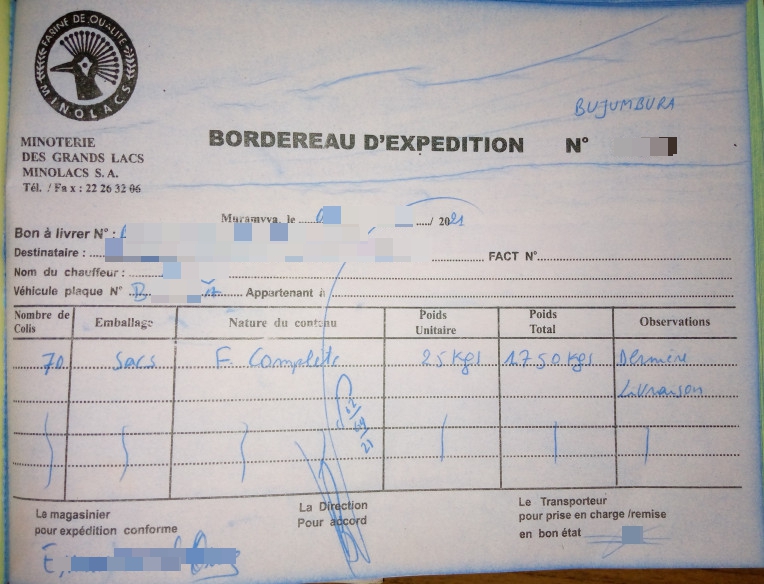 FARINE DE QUALITE
MINOLACS
BUJUMBURA
MINOTERIE
DES GRANDS LACS
MINOLACS S.A.
Tél. / Fax : 22 26 32 06
BORDEREAU D'EXPEDITION N°
Muramvya, le ...... / 2021
Bon à livrer N° :
Destinataire : FACT N°
Nom du chauffeur :
Véhicule plaque N° B Appartenant à
Nombre de Colis Emballage Nature du contenu Poids Unitaire Poids Total Observations
70 Sacs F. Complète 25 kgs 1750 kgs Dernière
Livraison
Le magasinier
pour expédition conforme
La Direction
Pour accord
Le Transporteur
pour prise en charge /remise
en bon état